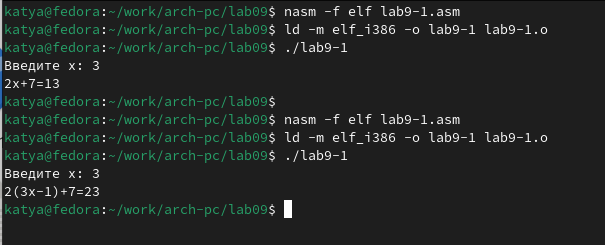 katya@fedora:~/work/arch-pc/lab09$ nasm -f elf lab9-1.asm
katya@fedora:~/work/arch-pc/lab09$ ld -m elf_i386 -o lab9-1 lab9-1.o
katya@fedora:~/work/arch-pc/lab09$ ./lab9-1
Введите x: 3
2x+7=13
katya@fedora:~/work/arch-pc/lab09$
katya@fedora:~/work/arch-pc/lab09$ nasm -f elf lab9-1.asm
katya@fedora:~/work/arch-pc/lab09$ ld -m elf_i386 -o lab9-1 lab9-1.o
katya@fedora:~/work/arch-pc/lab09$ ./lab9-1
Введите x: 3
2(3x-1)+7=23
katya@fedora:~/work/arch-pc/lab09$